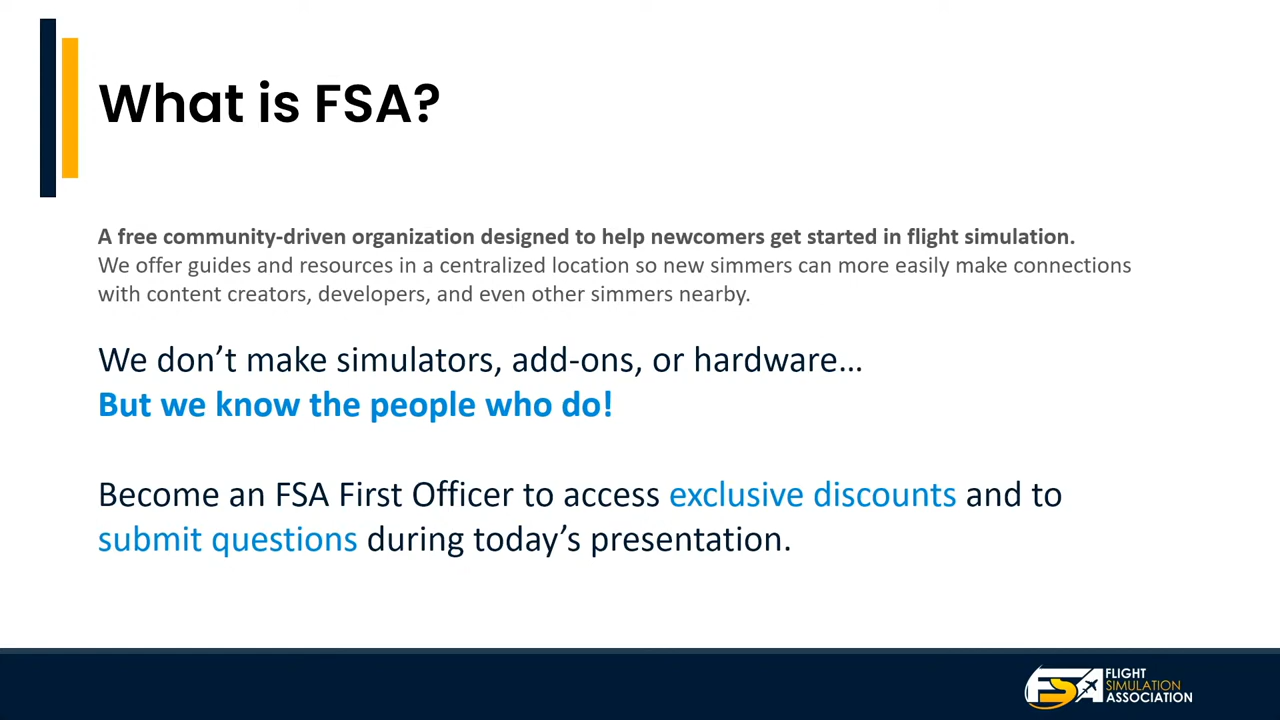 What is FSA?
A free community-driven organization designed to help newcomers get started in flight simulation.
We offer guides and resources in a centralized location so new simmers can more easily make connections
with content creators, developers, and even other simmers nearby.
We don’t make simulators, add-ons, or hardware…
But we know the people who do!
Become an FSA First Officer to access exclusive discounts and to
submit questions during today’s presentation.
FSA
FLIGHT
SIMULATION
ASSOCIATION